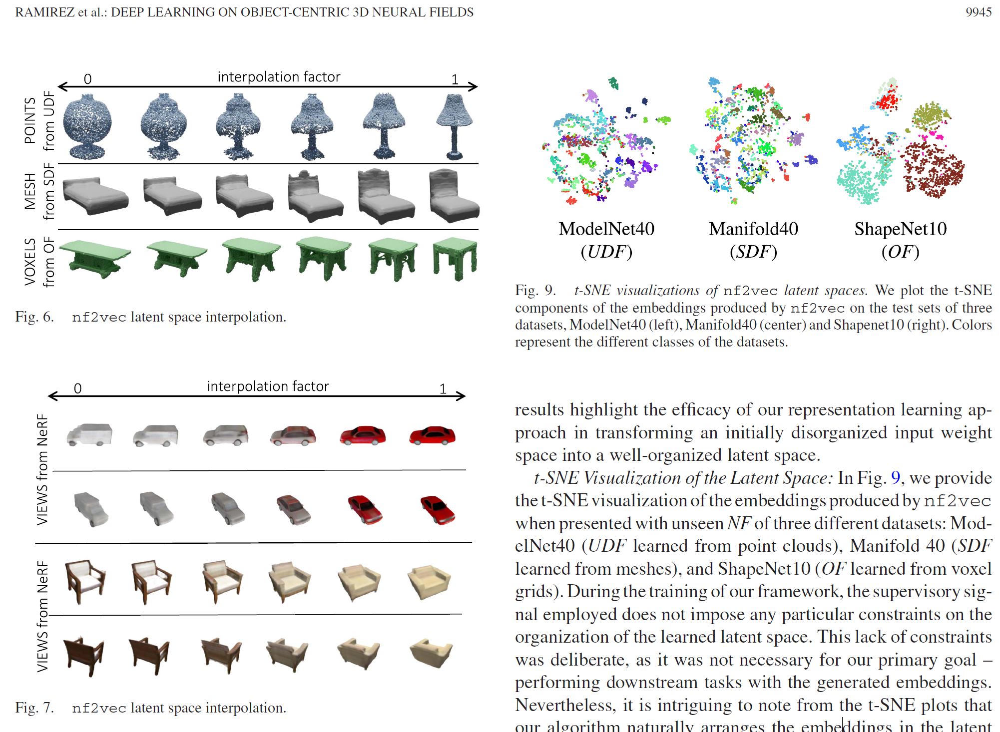 RAMIREZ et al.: DEEP LEARNING ON OBJECT-CENTRIC 3D NEURAL FIELDS
9945
0
interpolation factor
1
POINTS
from UDF
MESH
from SDF
VOXELS
from OF
Fig. 6. nf2vec latent space interpolation.
0
interpolation factor
1
VIEWS from NeRF
VIEWS from NeRF
Fig. 7. nf2vec latent space interpolation.
ModelNet40
(UDF)
Manifold40
(SDF)
ShapeNet10
(OF)
Fig. 9. t-SNE visualizations of nf2vec latent spaces. We plot the t-SNE
components of the embeddings produced by nf2vec on the test sets of three
datasets, ModelNet40 (left), Manifold40 (center) and Shapenet10 (right). Colors
represent the different classes of the datasets.
results highlight the efficacy of our representation learning ap-
proach in transforming an initially disorganized input weight
space into a well-organized latent space.
t-SNE Visualization of the Latent Space: In Fig. 9, we provide
the t-SNE visualization of the embeddings produced by nf2vec
when presented with unseen NF of three different datasets: Mod-
elNet40 (UDF learned from point clouds), Manifold 40 (SDF
learned from meshes), and ShapeNet10 (OF learned from voxel
grids). During the training of our framework, the supervisory sig-
nal employed does not impose any particular constraints on the
organization of the learned latent space. This lack of constraints
was deliberate, as it was not necessary for our primary goal –
performing downstream tasks with the generated embeddings.
Nevertheless, it is intriguing to note from the t-SNE plots that
our algorithm naturally arranges the embeddings in the latent